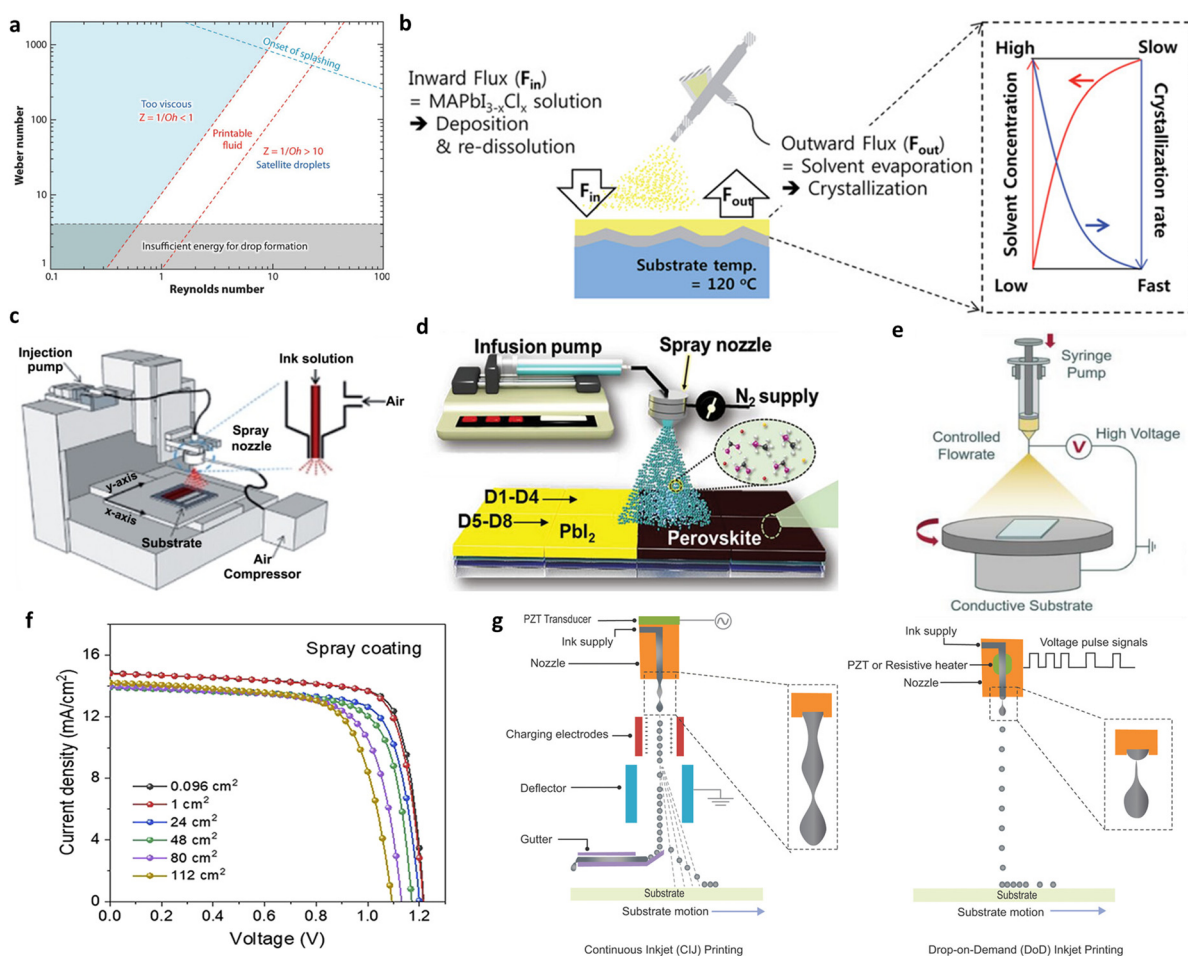 a
Weber number
1000
100
10
1
0.1
1
10
100
Reynolds number
Onset of splashing
Too viscous
Z = 1/Oh < 1
Printable
fluid
Z = 1/Oh > 10
Satellite droplets
Insufficient energy for drop formation
b
Inward Flux (Fin)
= MAPbI3-xClx solution
➔ Deposition
& re-dissolution
Fin
Fout
Outward Flux (Fout)
= Solvent evaporation
➔ Crystallization
Substrate temp.
= 120 °C
High
Slow
Solvent Concentration
Crystallization rate
Low
Fast
c
Injection
pump
Ink solution
Air
Spray
nozzle
y-axis
x-axis
Substrate
Air
Compressor
d
Infusion pump
Spray nozzle
N2 supply
D1-D4
D5-D8
PbI2
Perovskite
e
Syringe
Pump
Controlled
Flowrate
V
High Voltage
Conductive Substrate
f
Spray coating
Current density (mA/cm2)
16
12
8
4
0
0.096 cm2
1 cm2
24 cm2
48 cm2
80 cm2
112 cm2
0.0
0.2
0.4
0.6
0.8
1.0
1.2
Voltage (V)
g
PZT Transducer
Ink supply
Nozzle
Charging electrodes
Deflector
Gutter
Substrate
Substrate motion
Continuous Inkjet (CIJ) Printing
Ink supply
PZT or Resistive heater
Nozzle
Voltage pulse signals
Substrate
Substrate motion
Drop-on-Demand (DoD) Inkjet Printing